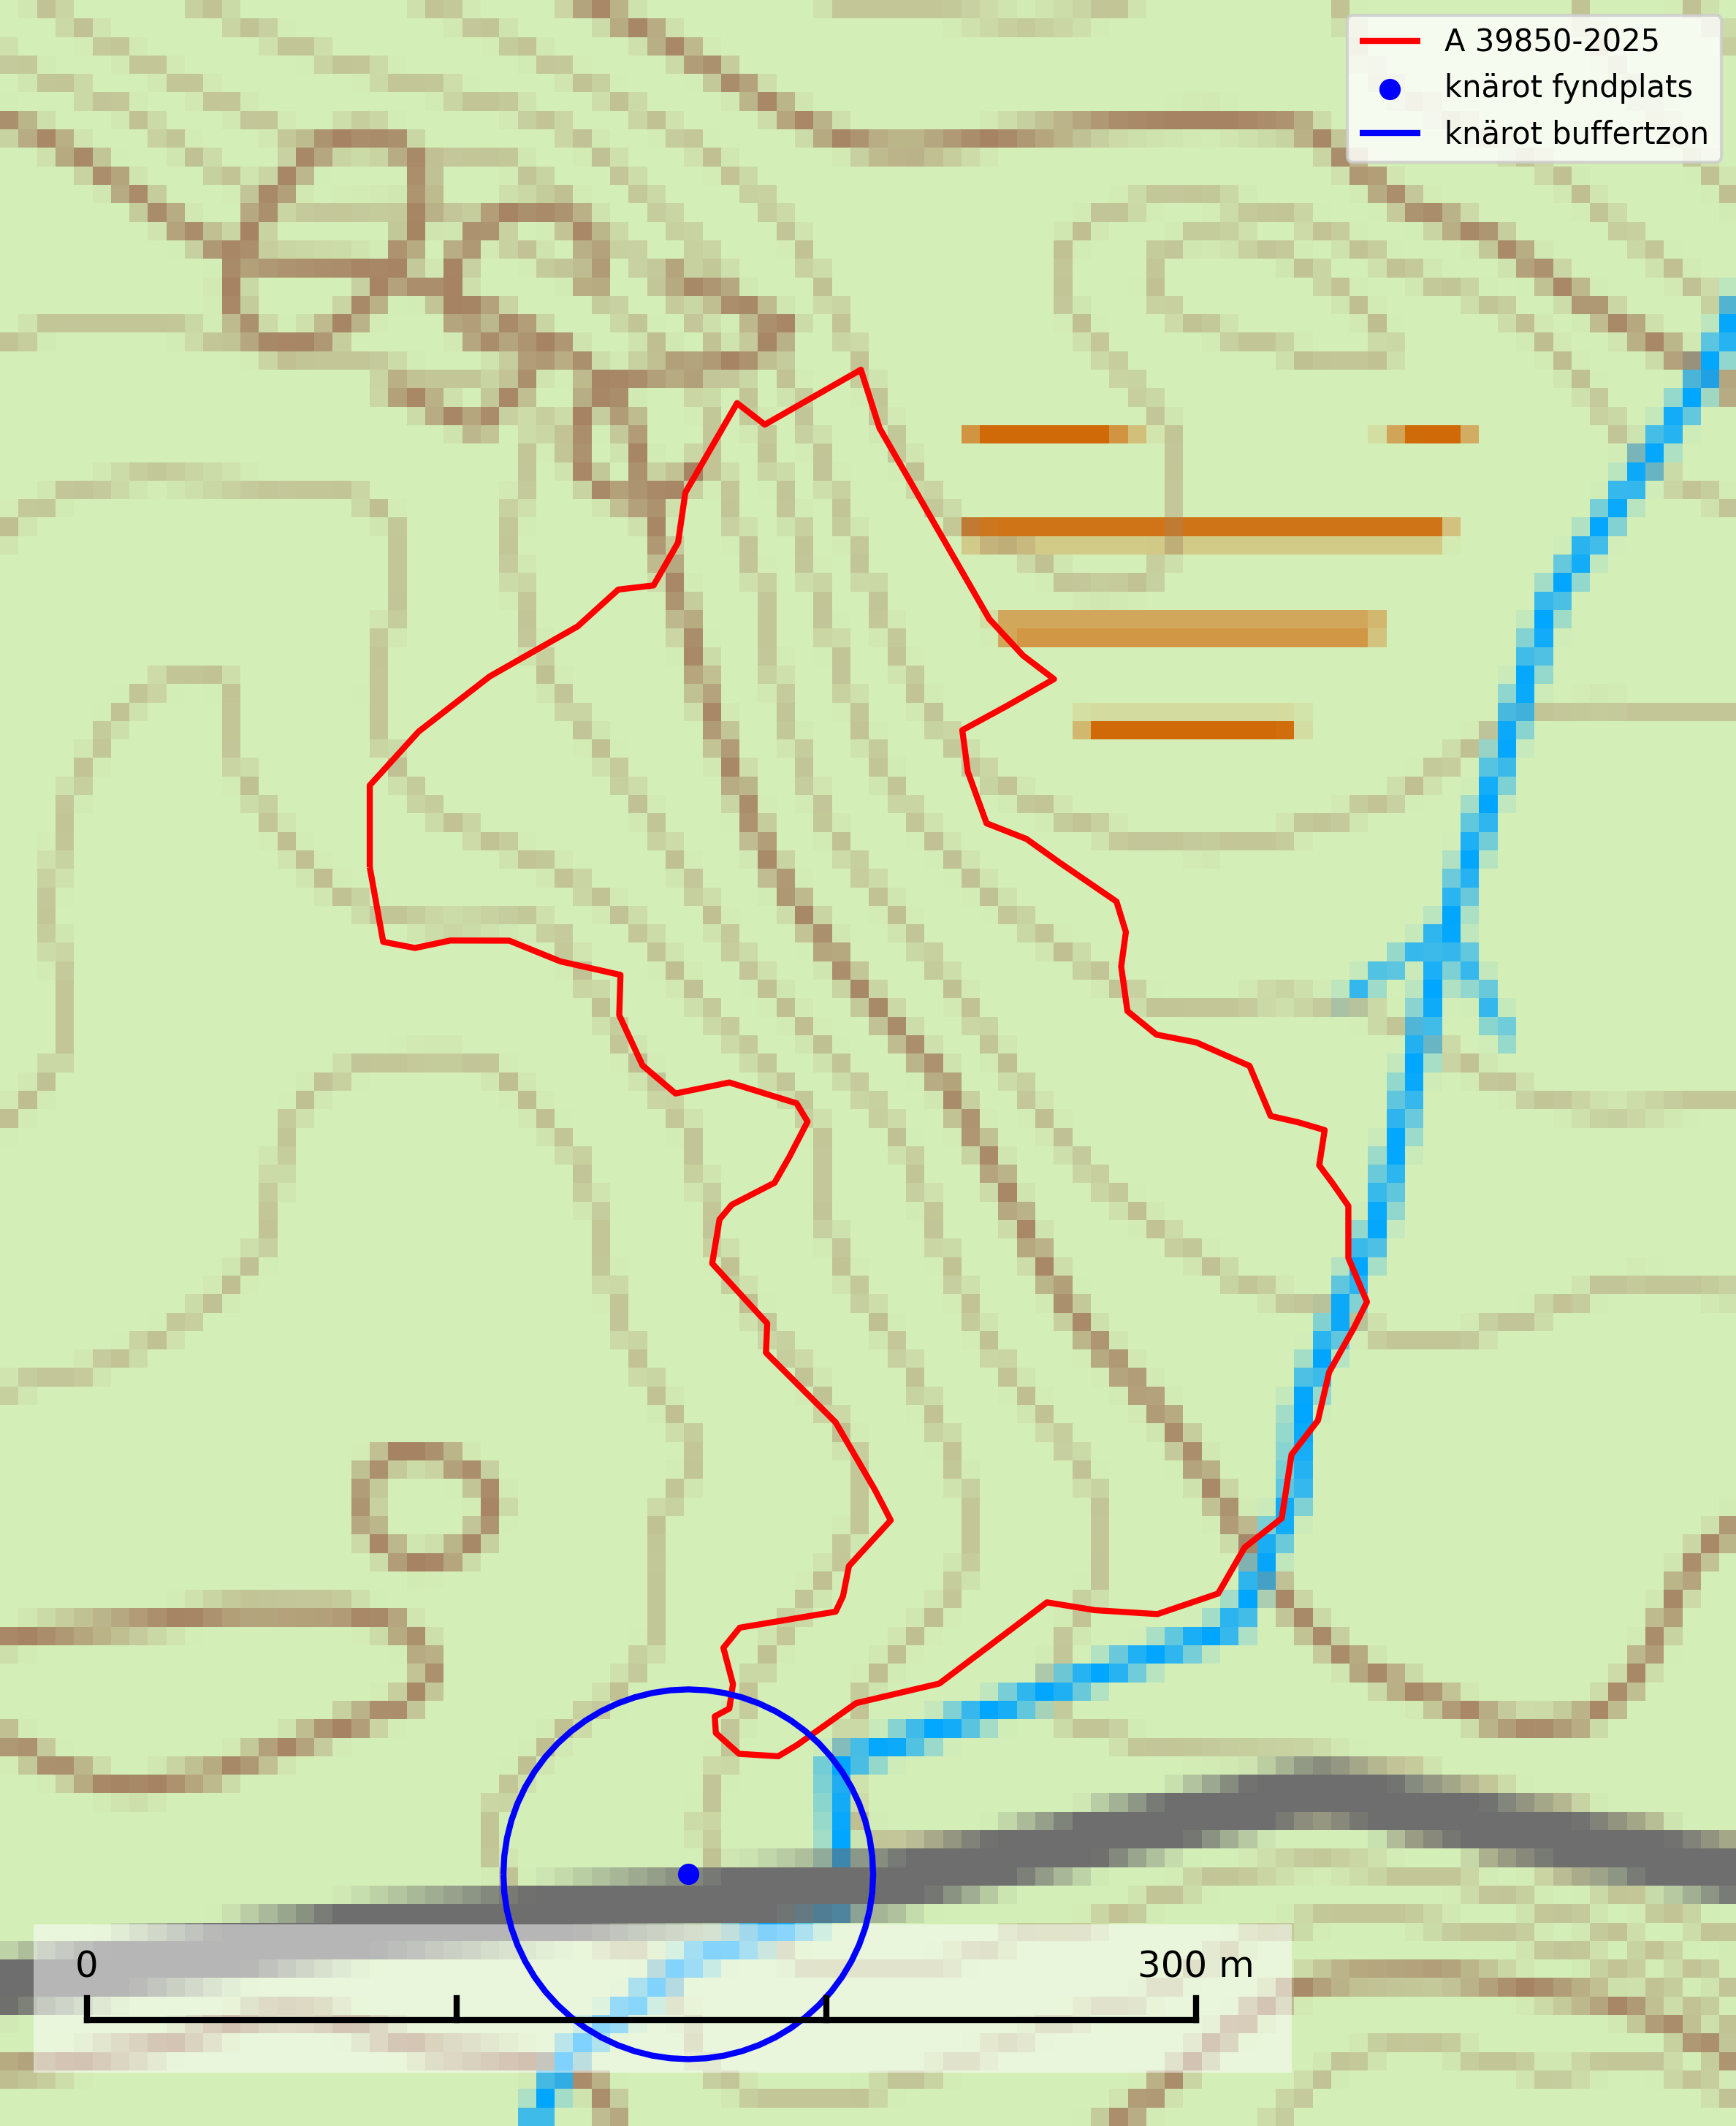 A 39850-2025
knärot fyndplats
knärot buffertzon
0 300 m